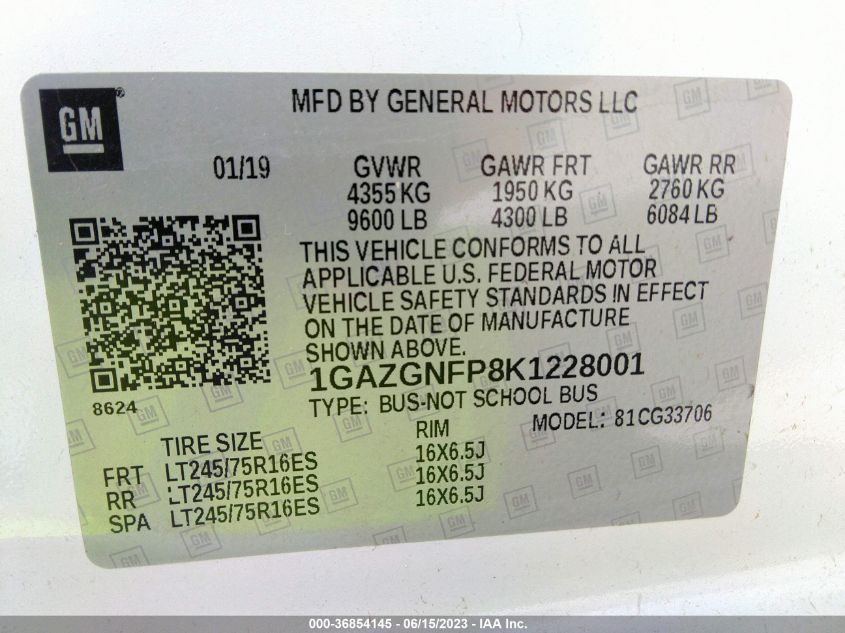 GM ®
MFD BY GENERAL MOTORS LLC
01/19 GVWR GAWR FRT GAWR RR
4355 KG 1950 KG 2760 KG
9600 LB 4300 LB 6084 LB
THIS VEHICLE CONFORMS TO ALL
APPLICABLE U.S. FEDERAL MOTOR
VEHICLE SAFETY STANDARDS IN EFFECT
ON THE DATE OF MANUFACTURE
SHOWN ABOVE.
1GAZGNFP8K1228001
8624
TYPE: BUS-NOT SCHOOL BUS
MODEL: 81CG33706
TIRE SIZE RIM
FRT LT245/75R16ES 16X6.5J
RR LT245/75R16ES 16X6.5J
SPA LT245/75R16ES 16X6.5J
000-36854145 - 06/15/2023 - IAA Inc.